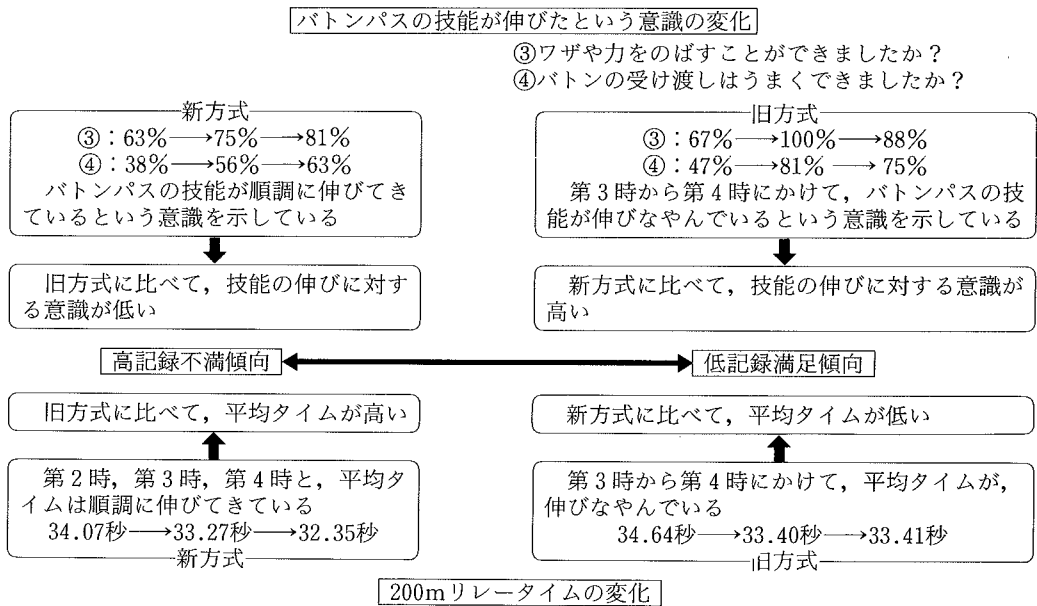 バトンパスの技能が伸びたという意識の変化
③ワザや力をのばすことができましたか？
④バトンの受け渡しはうまくできましたか？
新方式
③：63%→75%→81%
④：38%→56%→63%
バトンパスの技能が順調に伸びてき
ているという意識を示している
旧方式
③：67%→100%→88%
④：47%→81%→75%
第3時から第4時にかけて，バトンパスの技
能が伸びなやんでいるという意識を示している
旧方式に比べて，技能の伸びに対す
る意識が低い
新方式に比べて，技能の伸びに対する意識が
高い
高記録不満傾向
低記録満足傾向
旧方式に比べて，平均タイムが高い
新方式に比べて，平均タイムが低い
第2時，第3時，第4時と，平均タ
イムは順調に伸びてきている
34.07秒→33.27秒→32.35秒
新方式
第3時から第4時にかけて，平均タイムが，
伸びなやんでいる
34.64秒→33.40秒→33.41秒
旧方式
200mリレータイムの変化